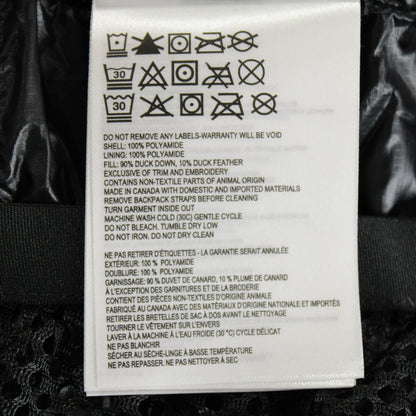 30
30
DO NOT REMOVE ANY LABELS-WARRANTY WILL BE VOID
SHELL: 100% POLYAMIDE
LINING: 100% POLYAMIDE
FILL: 90% DUCK DOWN, 10% DUCK FEATHER
EXCLUSIVE OF TRIM AND EMBROIDERY
CONTAINS NON-TEXTILE PARTS OF ANIMAL ORIGIN
MADE IN CANADA WITH DOMESTIC AND IMPORTED MATERIALS
REMOVE BACKPACK STRAPS BEFORE CLEANING
TURN GARMENT INSIDE OUT
MACHINE WASH COLD (30C) GENTLE CYCLE
DO NOT BLEACH. TUMBLE DRY LOW
DO NOT IRON. DO NOT DRY CLEAN
NE PAS RETIRER D'ÉTIQUETTES - LA GARANTIE SERAIT ANNULÉE
EXTÉRIEUR: 100 % POLYAMIDE
DOUBLURE: 100 % POLYAMIDE
GARNISSAGE: 90 % DUVET DE CANARD, 10 % PLUME DE CANARD
À L'EXCEPTION DES GARNITURES ET DE LA BRODERIE
CONTIENT DES PIÈCES NON-TEXTILES D'ORIGINE ANIMALE
FABRIQUÉ AU CANADA AVEC DES MATÉRIAUX D'ORIGINE NATIONALE ET IMPORTÉS
RETIRER LES BRETELLES DE SAC À DOS AVANT LE NETTOYAGE
TOURNER LE VÊTEMENT SUR L'ENVERS
LAVER À LA MACHINE À L'EAU FROIDE (30 °C) CYCLE DÉLICAT
NE PAS BLANCHIR
SÉCHER AU SÈCHE-LINGE À BASSE TEMPÉRATURE
NE PAS REPASSER. NE PAS NETTOYER À SEC